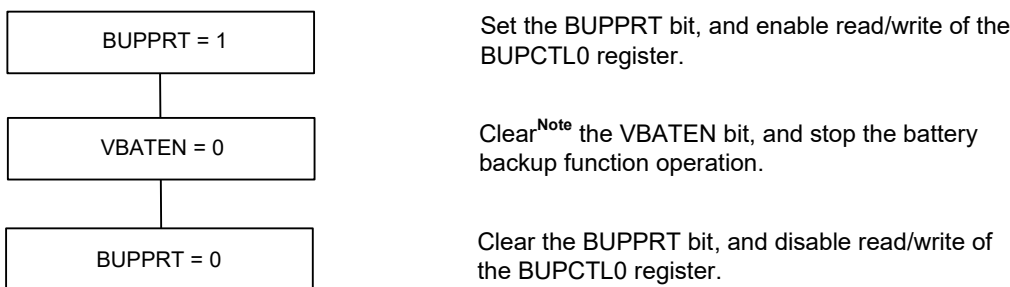 BUPPRT = 1
Set the BUPPRT bit, and enable read/write of the
BUPCTL0 register.
VBATEN = 0
Clear^Note the VBATEN bit, and stop the battery
backup function operation.
BUPPRT = 0
Clear the BUPPRT bit, and disable read/write of
the BUPCTL0 register.